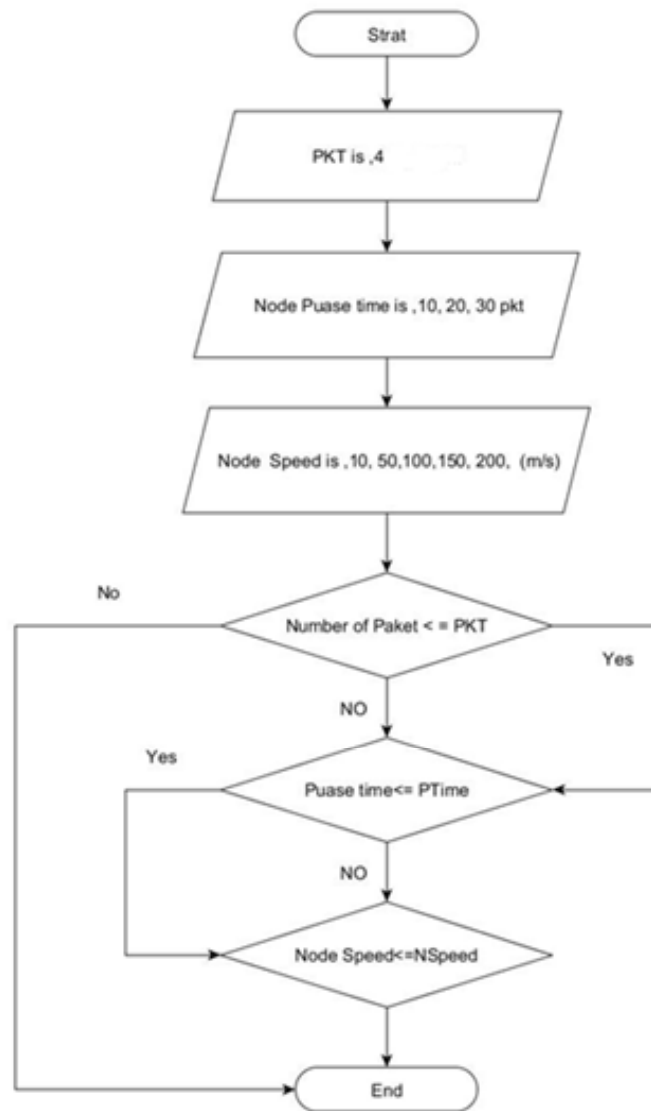 Strat
PKT is ,4
Node Puase time is ,10, 20, 30 pkt
Node Speed is ,10, 50,100,150, 200, (m/s)
No
Number of Paket < = PKT
Yes
NO
Yes
Puase time<= PTime
NO
Node Speed<=NSpeed
End